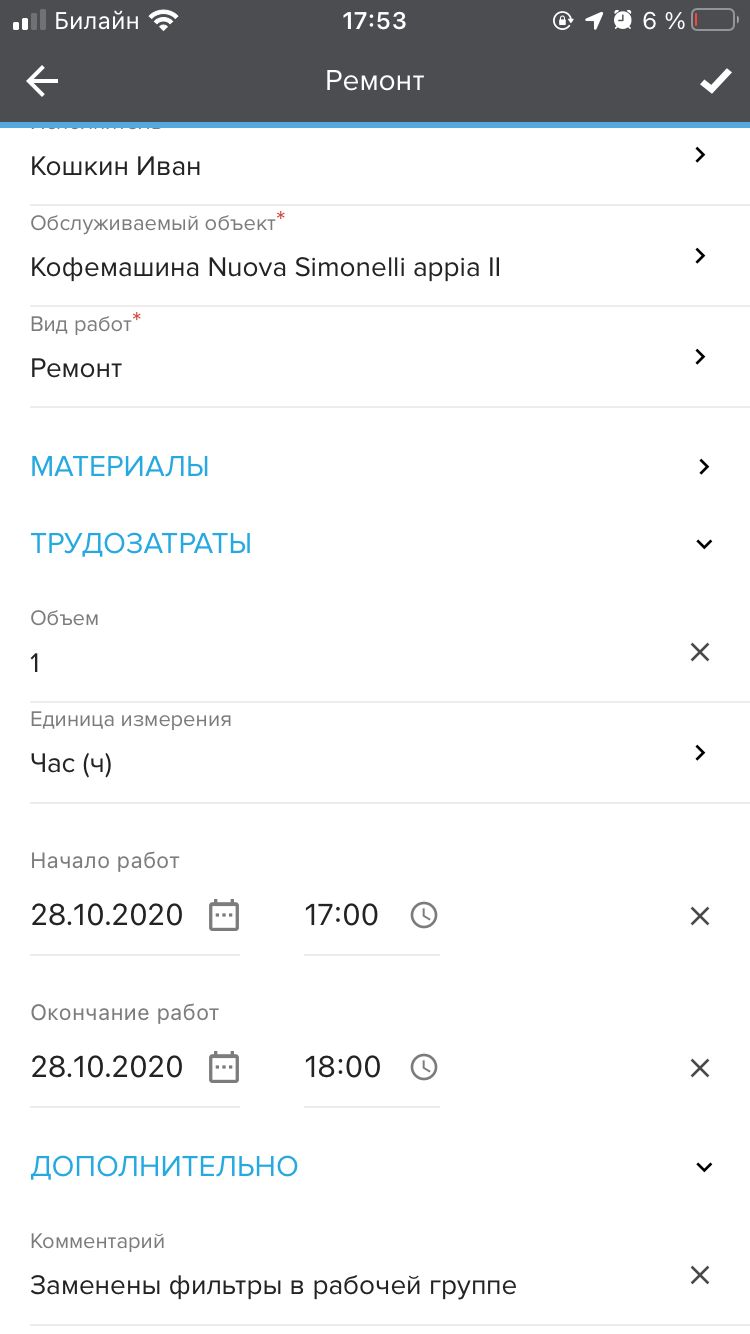 Билайн 17:53 6 %
Ремонт
Исполнитель
Кошкин Иван
Обслуживаемый объект*
Кофемашина Nuova Simonelli appia II
Вид работ*
Ремонт
МАТЕРИАЛЫ
ТРУДОЗАТРАТЫ
Объем
1
Единица измерения
Час (ч)
Начало работ
28.10.2020 17:00
Окончание работ
28.10.2020 18:00
ДОПОЛНИТЕЛЬНО
Комментарий
Заменены фильтры в рабочей группе